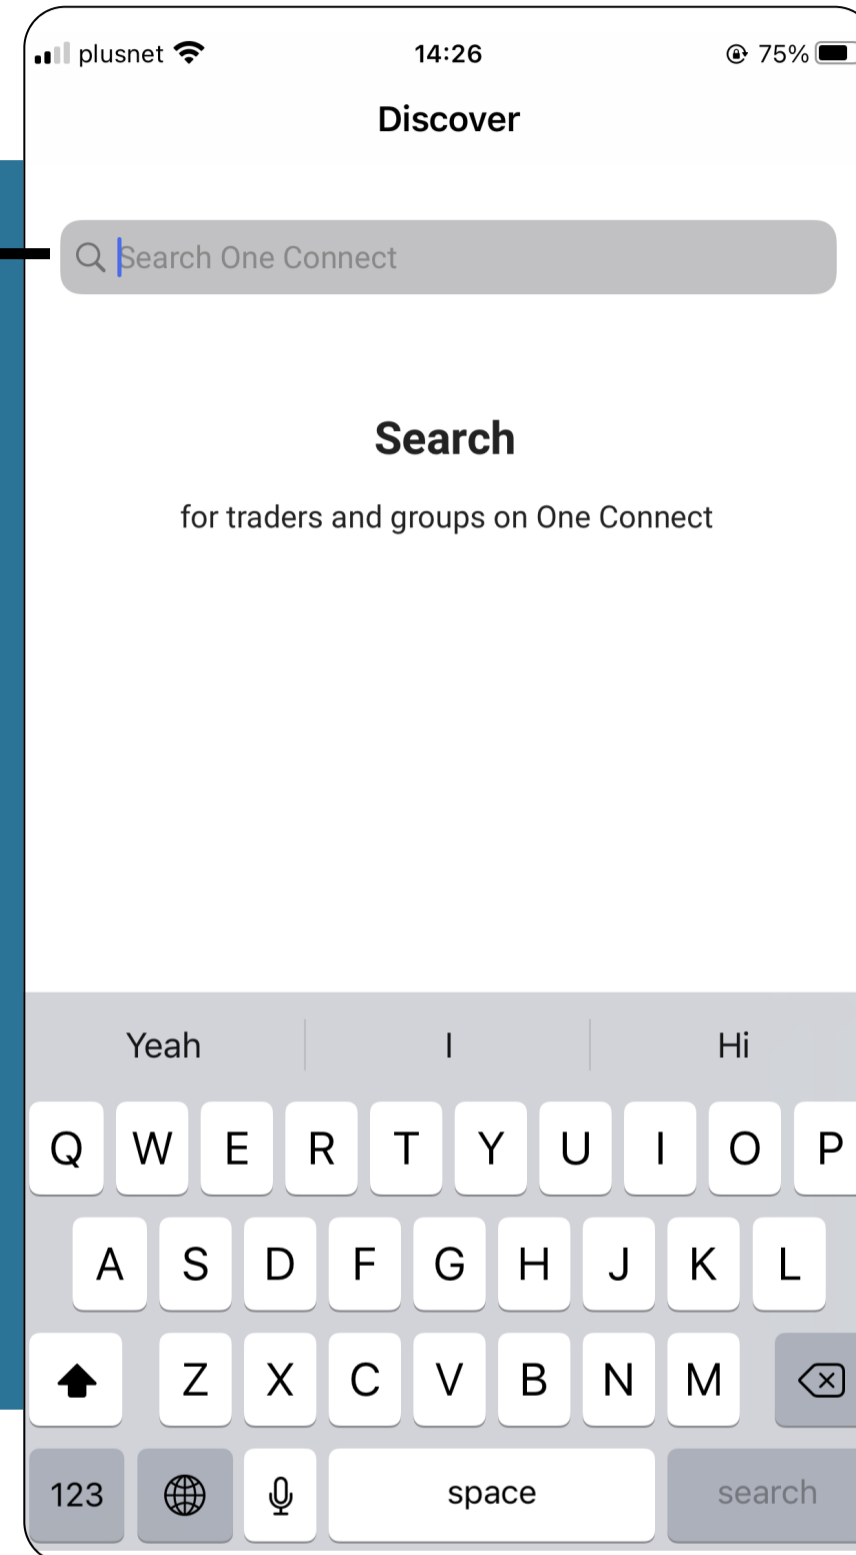 plusnet 14:26 75%
Discover
Search One Connect
Search
for traders and groups on One Connect
Yeah I Hi
Q W E R T Y U I O P
A S D F G H J K L
Z X C V B N M
123 space search